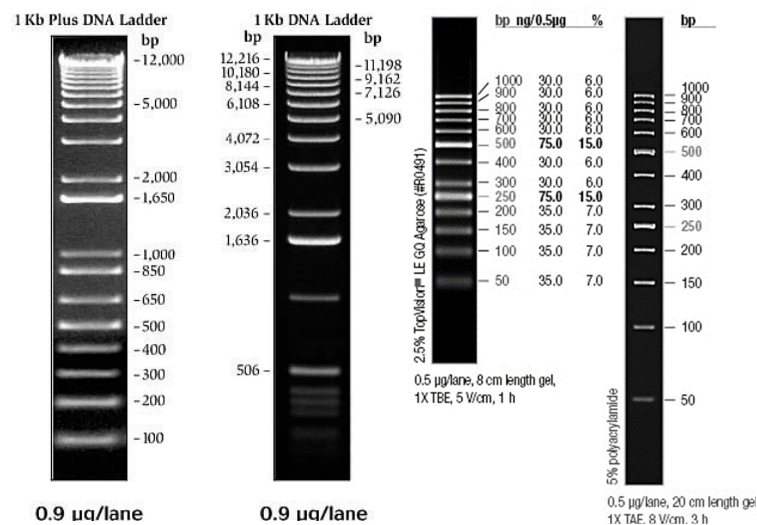 1 Kb Plus DNA Ladder
bp
12,000
5,000
2,000
1,650
1,000
850
650
500
400
300
200
100
0.9 µg/lane
1 Kb DNA Ladder
bp bp
12,216
11,198
10,180
9,162
8,144
7,126
6,108
5,090
4,072
3,054
2,036
1,636
506
0.9 µg/lane
bp ng/0.5µg %
1000 30.0 6.0
900 30.0 6.0
800 30.0 6.0
700 30.0 6.0
600 30.0 6.0
500 75.0 15.0
400 30.0 6.0
300 30.0 6.0
250 75.0 15.0
200 35.0 7.0
150 35.0 7.0
100 35.0 7.0
50 35.0 7.0
2.5% TopVision™ LE GQ Agarose (#R0491)
0.5 µg/lane, 8 cm length gel,
1X TBE, 5 V/cm, 1 h
bp
1000
900
800
700
600
500
400
300
250
200
150
100
50
5% polyacrylamide
0.5 µg/lane, 20 cm length gel
1X TAE, 8 V/cm, 3 h